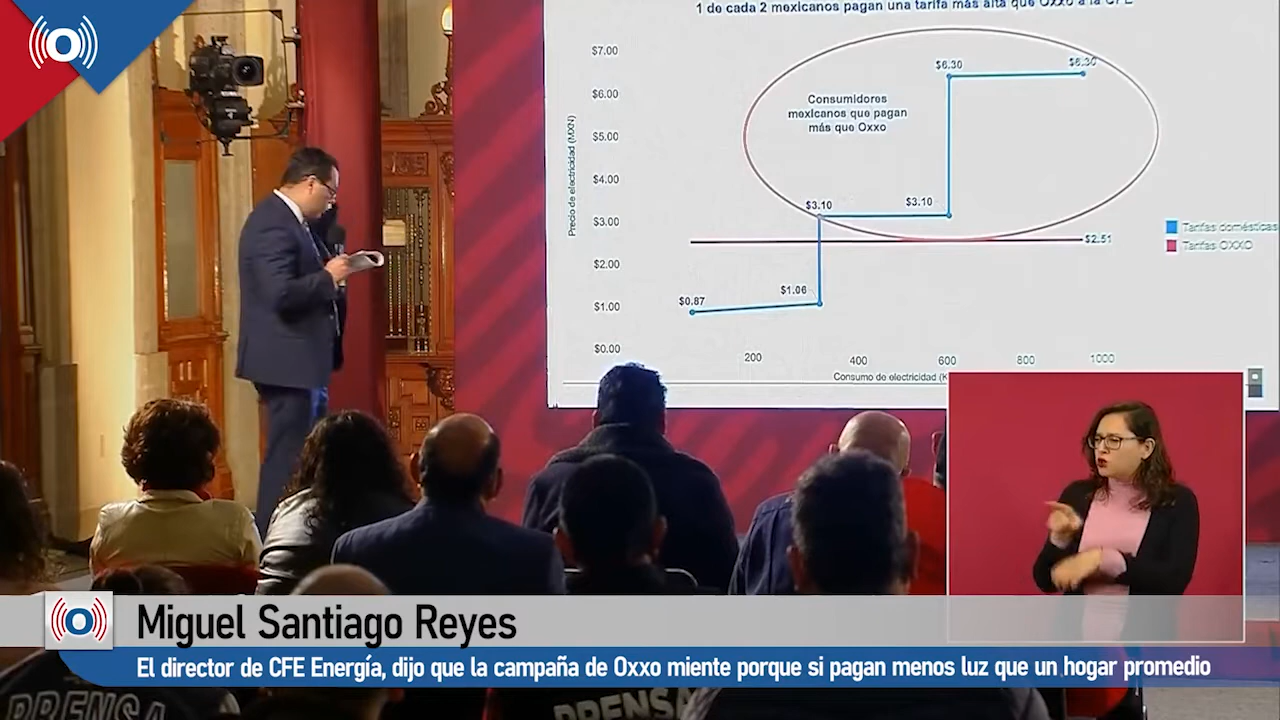 1 de cada 2 mexicanos pagan una tarifa más alta que Oxxo a la CFE
$7.00
$6.30
$6.30
$6.00
Consumidores
mexicanos que pagan
más que Oxxo
$5.00
Precio de electricidad (MXN)
$4.00
$3.10
$3.10
$3.00
Tarifas domésticas
$2.51
Tarifas OXXO
$2.00
$0.87
$1.06
$1.00
$0.00
200
400
600
800
1000
Consumo de electricidad
Miguel Santiago Reyes
El director de CFE Energía, dijo que la campaña de Oxxo miente porque si pagan menos luz que un hogar promedio
PRENSA
PRENSA